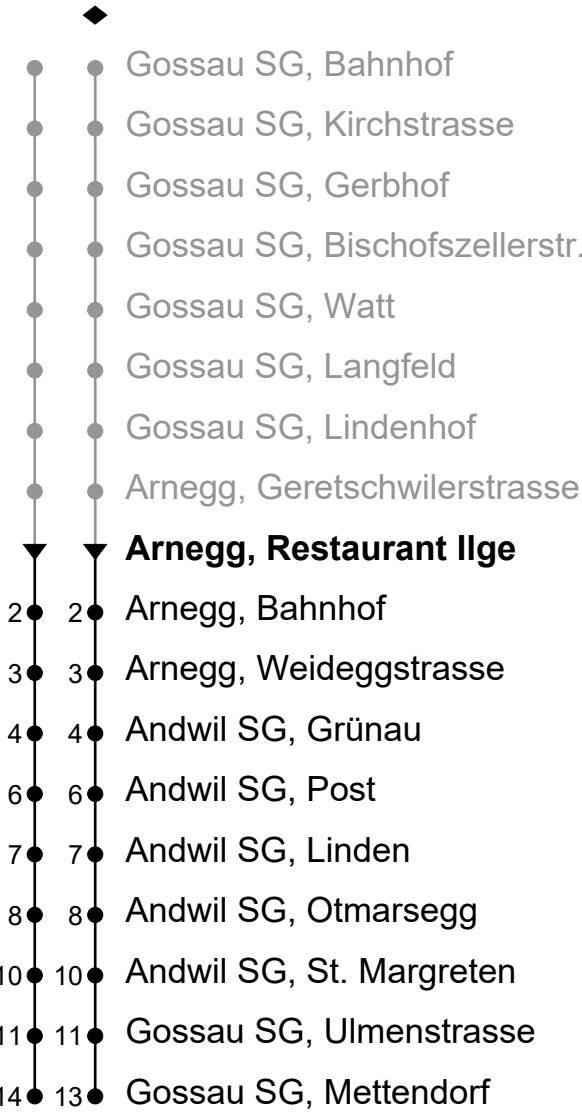 Gossau SG, Bahnhof
Gossau SG, Kirchstrasse
Gossau SG, Gerbhof
Gossau SG, Bischofszellerstr.
Gossau SG, Watt
Gossau SG, Langfeld
Gossau SG, Lindenhof
Arnegg, Geretschwilerstrasse
Arnegg, Restaurant Ilge
2 2 Arnegg, Bahnhof
3 3 Arnegg, Weideggstrasse
4 4 Andwil SG, Grünau
6 6 Andwil SG, Post
7 7 Andwil SG, Linden
8 8 Andwil SG, Otmarsegg
10 10 Andwil SG, St. Margreten
11 11 Gossau SG, Ulmenstrasse
14 13 Gossau SG, Mettendorf